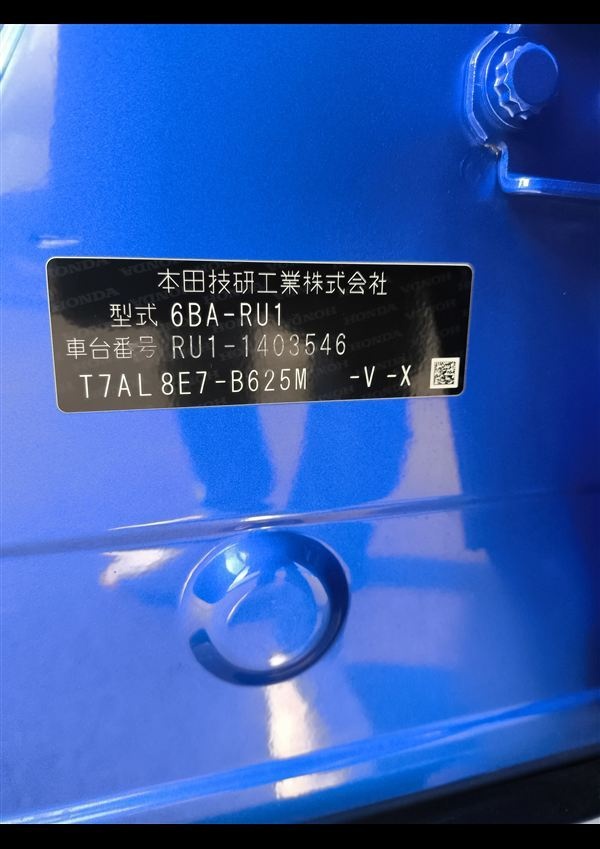 本田技研工業株式会社
型式 6BA-RU1
車台番号 RU1-1403546
T7AL 8E7-B625M -V -X